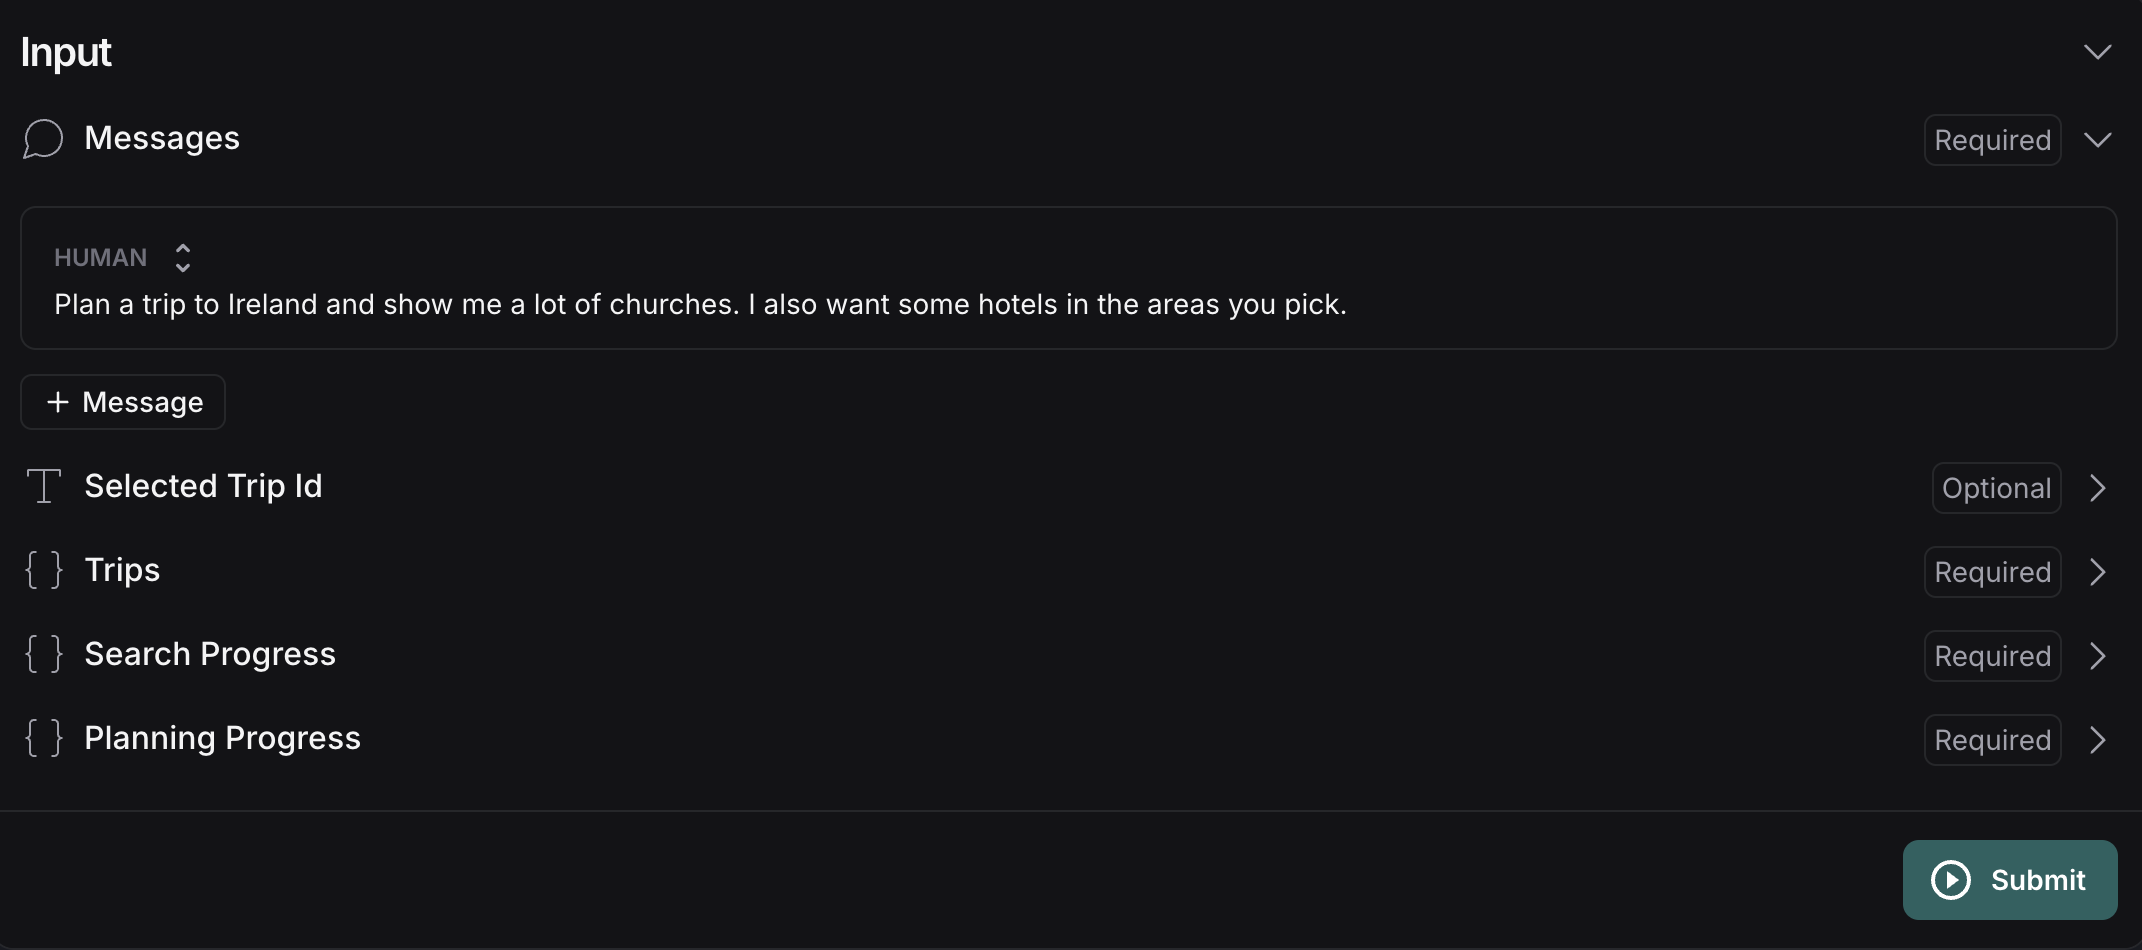 Input
Messages
Required
HUMAN
Plan a trip to Ireland and show me a lot of churches. I also want some hotels in the areas you pick.
+ Message
Selected Trip Id
Optional
{ } Trips
Required
{ } Search Progress
Required
{ } Planning Progress
Required
Submit